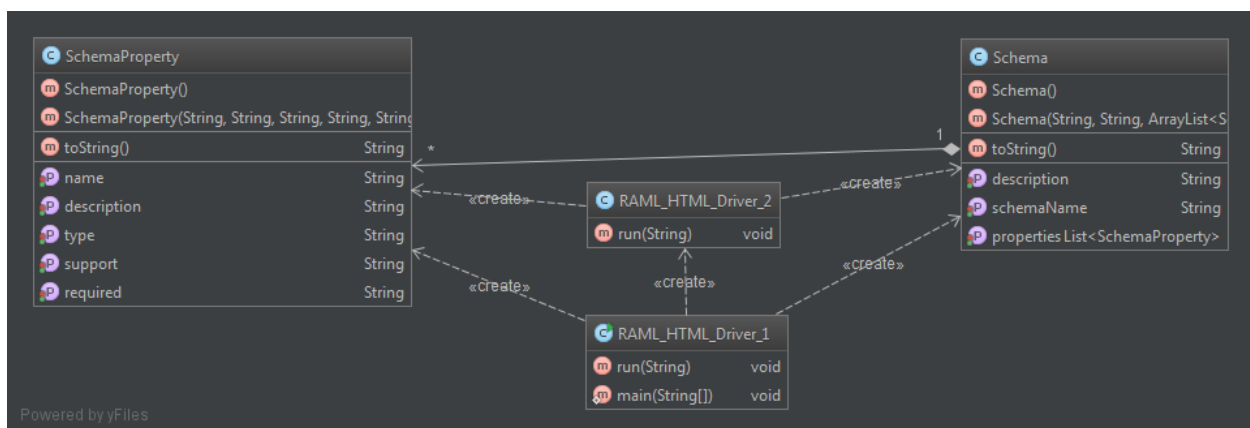 SchemaProperty
SchemaProperty()
SchemaProperty(String, String, String, String, String
toString() String
name String
description String
type String
support String
required String
*
1
«create»
«create»
RAML_HTML_Driver_2
run(String) void
«create»
«create»
«create»
RAML_HTML_Driver_1
run(String) void
main(String[]) void
Schema
Schema()
Schema(String, String, ArrayList<S
toString() String
description String
schemaName String
properties List<SchemaProperty>
Powered by yFiles